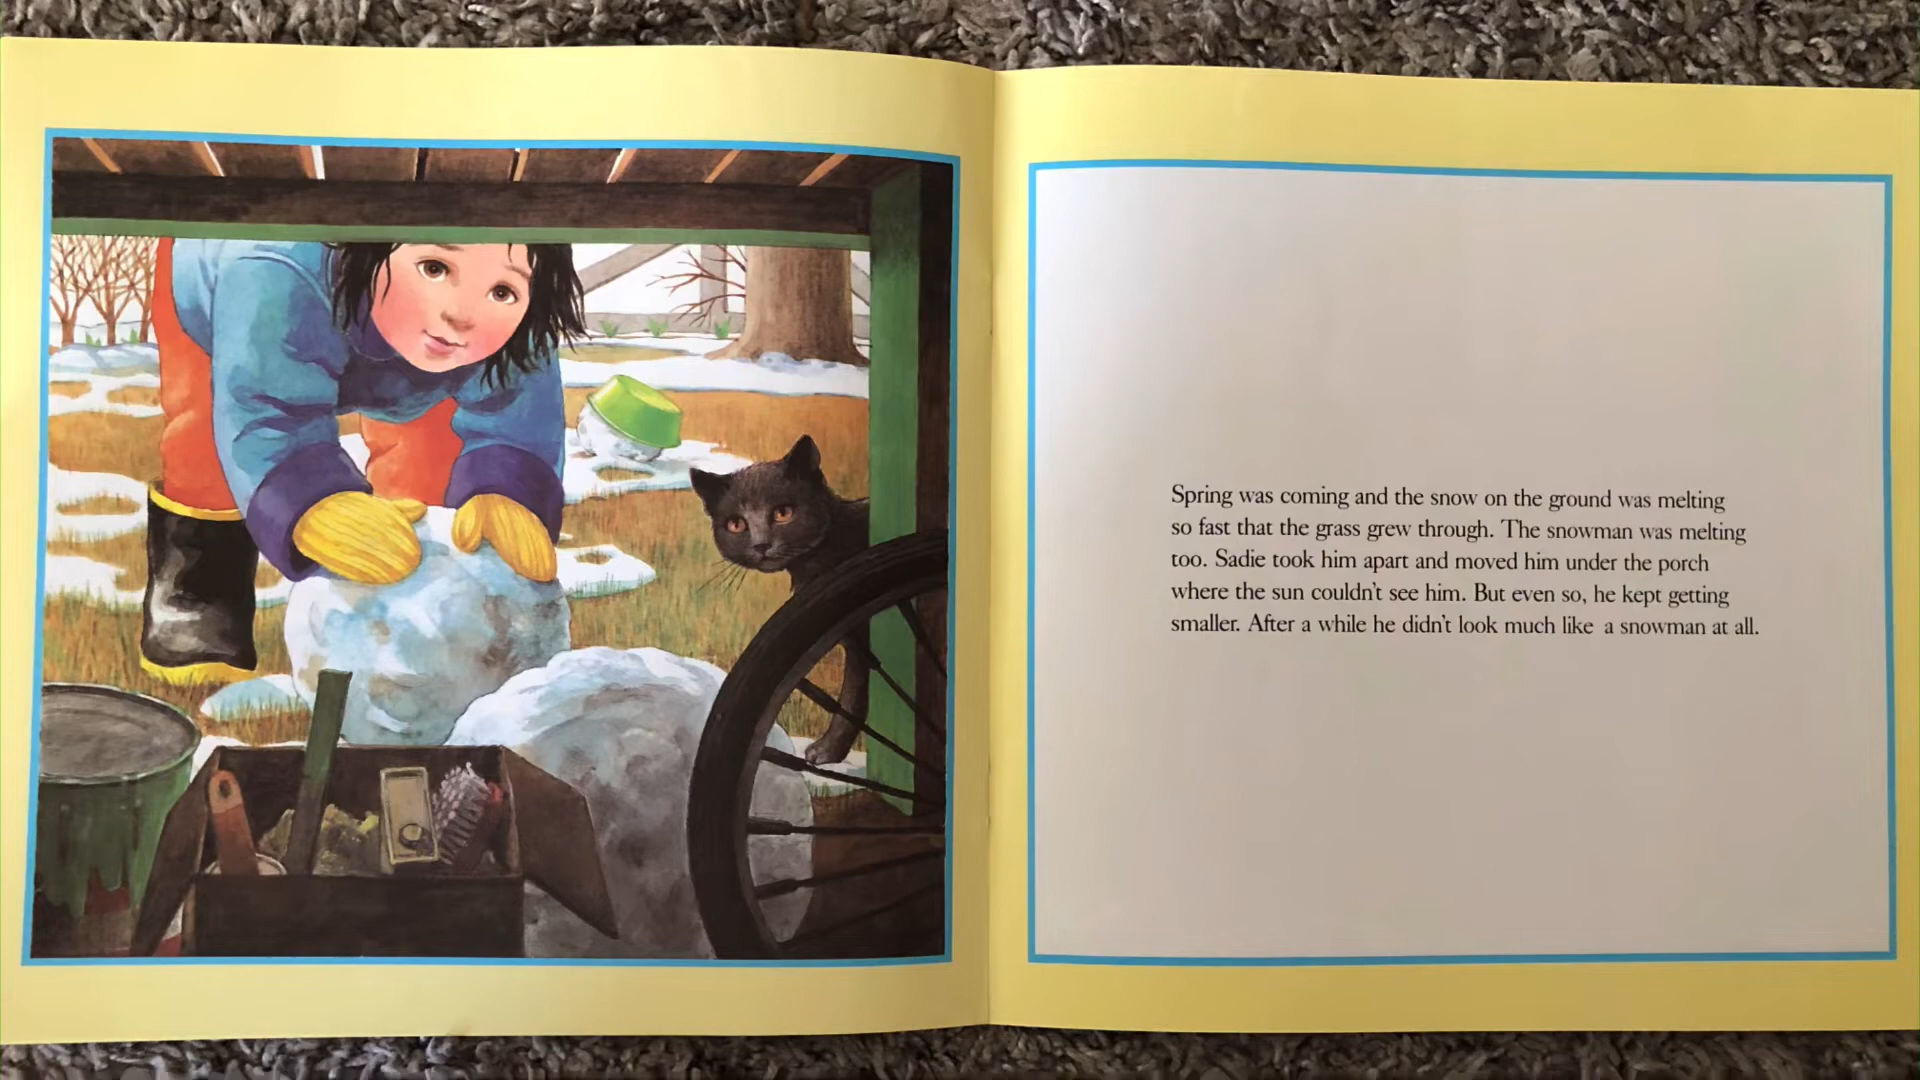 Spring was coming and the snow on the ground was melting
so fast that the grass grew through. The snowman was melting
too. Sadie took him apart and moved him under the porch
where the sun couldn't see him. But even so, he kept getting
smaller. After a while he didn't look much like a snowman at all.